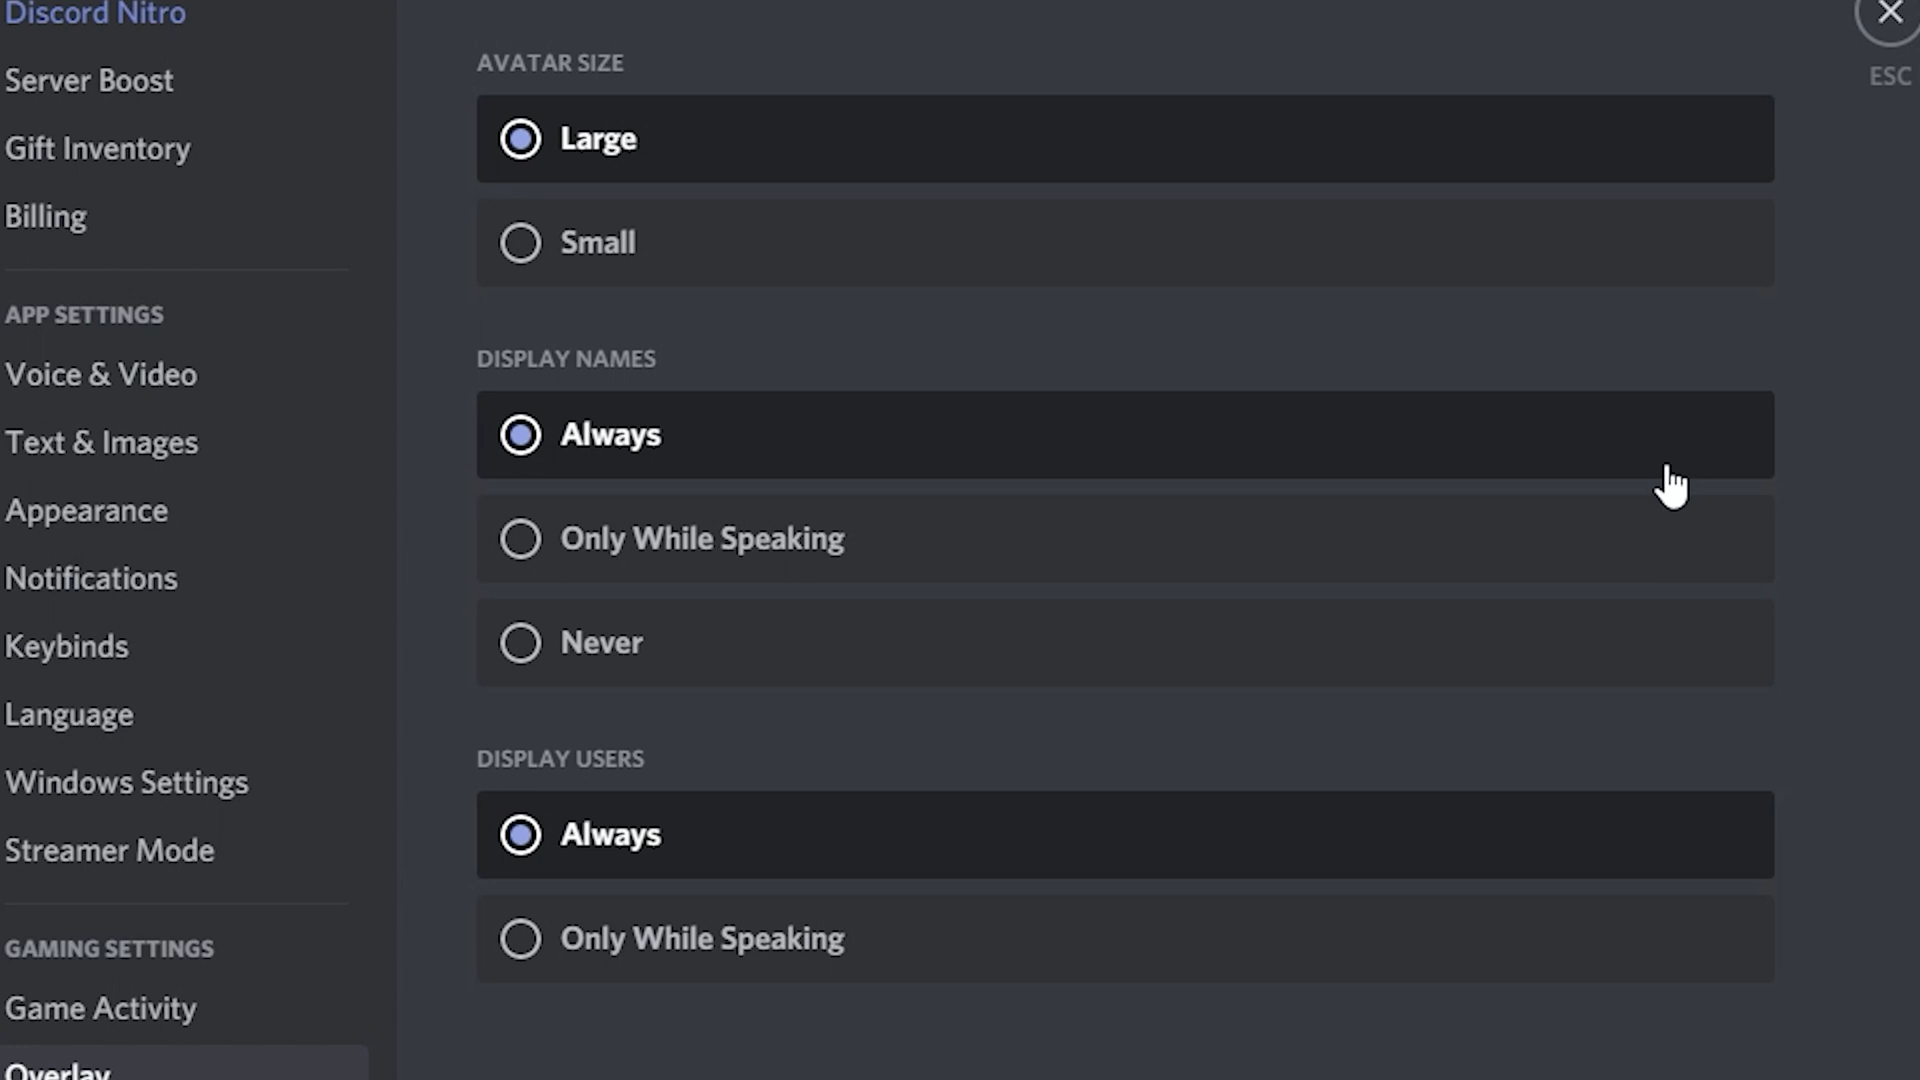 Discord Nitro
Server Boost
Gift Inventory
Billing
APP SETTINGS
Voice & Video
Text & Images
Appearance
Notifications
Keybinds
Language
Windows Settings
Streamer Mode
GAMING SETTINGS
Game Activity
Overlay
AVATAR SIZE
Large
Small
DISPLAY NAMES
Always
Only While Speaking
Never
DISPLAY USERS
Always
Only While Speaking
ESC